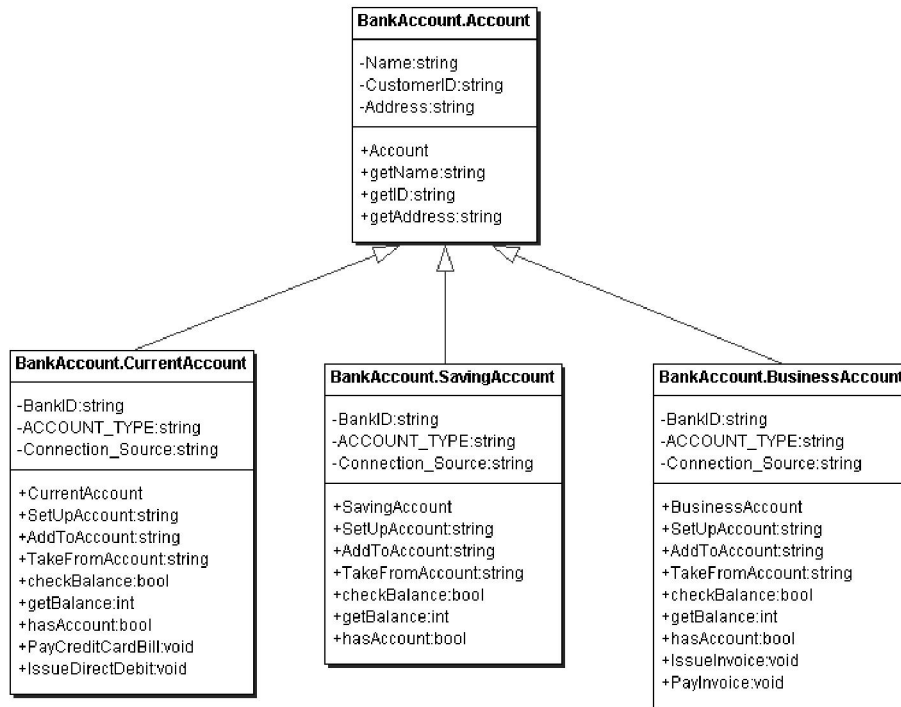 BankAccount.Account
-Name:string
-CustomerID:string
-Address:string
+Account
+getName:string
+getID:string
+getAddress:string
BankAccount.CurrentAccount
-BankID:string
-ACCOUNT_TYPE:string
-Connection_Source:string
+CurrentAccount
+SetUpAccount:string
+AddToAccount:string
+TakeFromAccount:string
+checkBalance:bool
+getBalance:int
+hasAccount:bool
+PayCreditCardBill:void
+IssueDirectDebit:void
BankAccount.SavingAccount
-BankID:string
-ACCOUNT_TYPE:string
-Connection_Source:string
+SavingAccount
+SetUpAccount:string
+AddToAccount:string
+TakeFromAccount:string
+checkBalance:bool
+getBalance:int
+hasAccount:bool
BankAccount.BusinessAccount
-BankID:string
-ACCOUNT_TYPE:string
-Connection_Source:string
+BusinessAccount
+SetUpAccount:string
+AddToAccount:string
+TakeFromAccount:string
+checkBalance:bool
+getBalance:int
+hasAccount:bool
+IssueInvoice:void
+PayInvoice:void